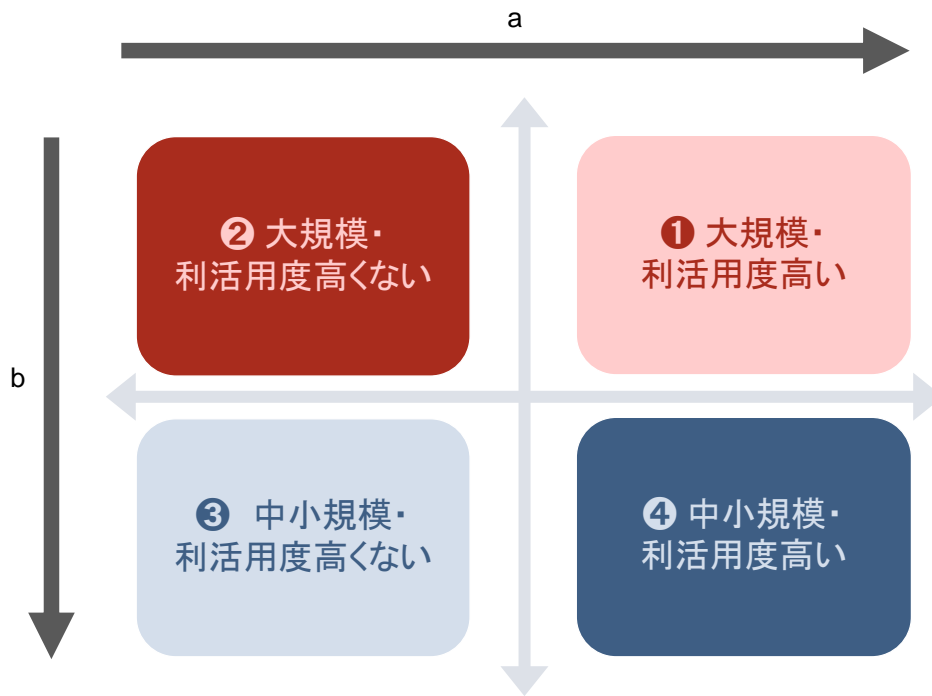 a
b
❷ 大規模・
利活用度高くない
❶ 大規模・
利活用度高い
❸ 中小規模・
利活用度高くない
❹ 中小規模・
利活用度高い